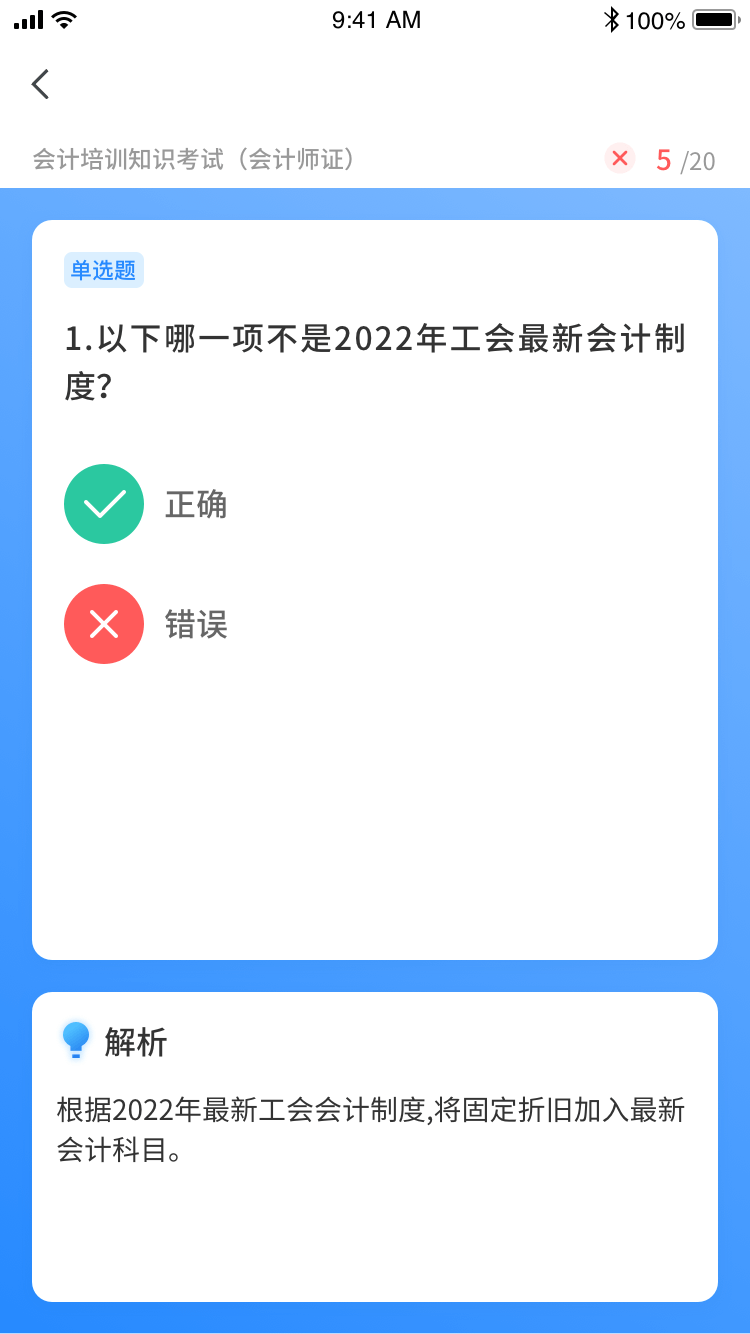 9:41 AM
100%
会计培训知识考试（会计师证）
5 /20
单选题
1.以下哪一项不是2022年工会最新会计制
度?
正确
错误
解析
根据2022年最新工会会计制度,将固定折旧加入最新
会计科目。